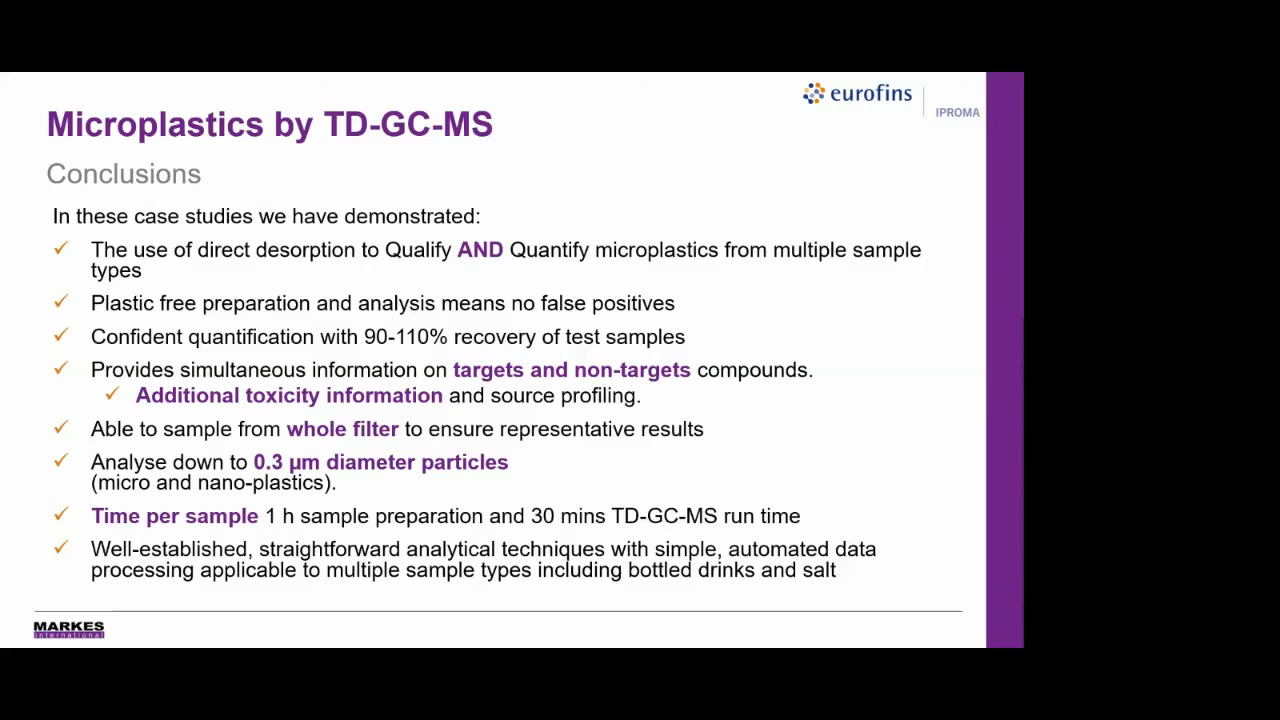 eurofins
IPROMA
Microplastics by TD-GC-MS
Conclusions
In these case studies we have demonstrated:
✓ The use of direct desorption to Qualify AND Quantify microplastics from multiple sample
types
✓ Plastic free preparation and analysis means no false positives
✓ Confident quantification with 90-110% recovery of test samples
✓ Provides simultaneous information on targets and non-targets compounds.
✓ Additional toxicity information and source profiling.
✓ Able to sample from whole filter to ensure representative results
✓ Analyse down to 0.3 µm diameter particles
(micro and nano-plastics).
✓ Time per sample 1 h sample preparation and 30 mins TD-GC-MS run time
✓ Well-established, straightforward analytical techniques with simple, automated data
processing applicable to multiple sample types including bottled drinks and salt
MARKES
international